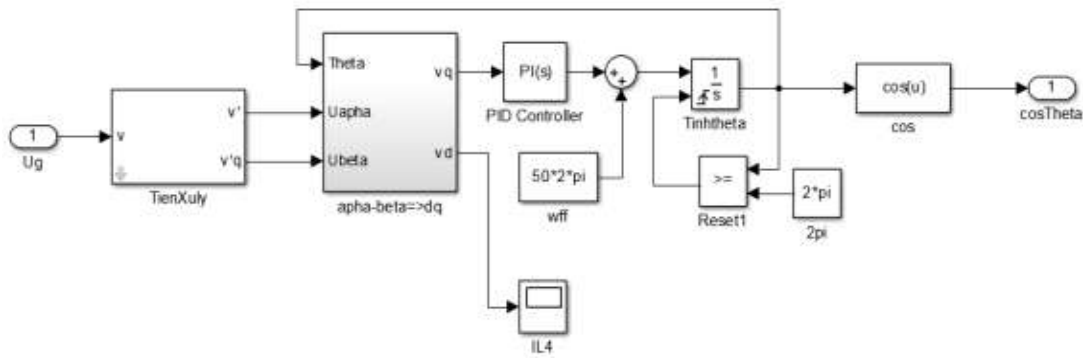 1
Ug
v
v'
v'q
TienXuly
Theta
Uapha
Ubeta
vq
vd
apha-beta=>dq
PI(s)
PID Controller
+
+
50*2*pi
wff
1
s
Tinhtheta
>=
Reset1
2*pi
2pi
cos(u)
cos
1
cosTheta
IL4